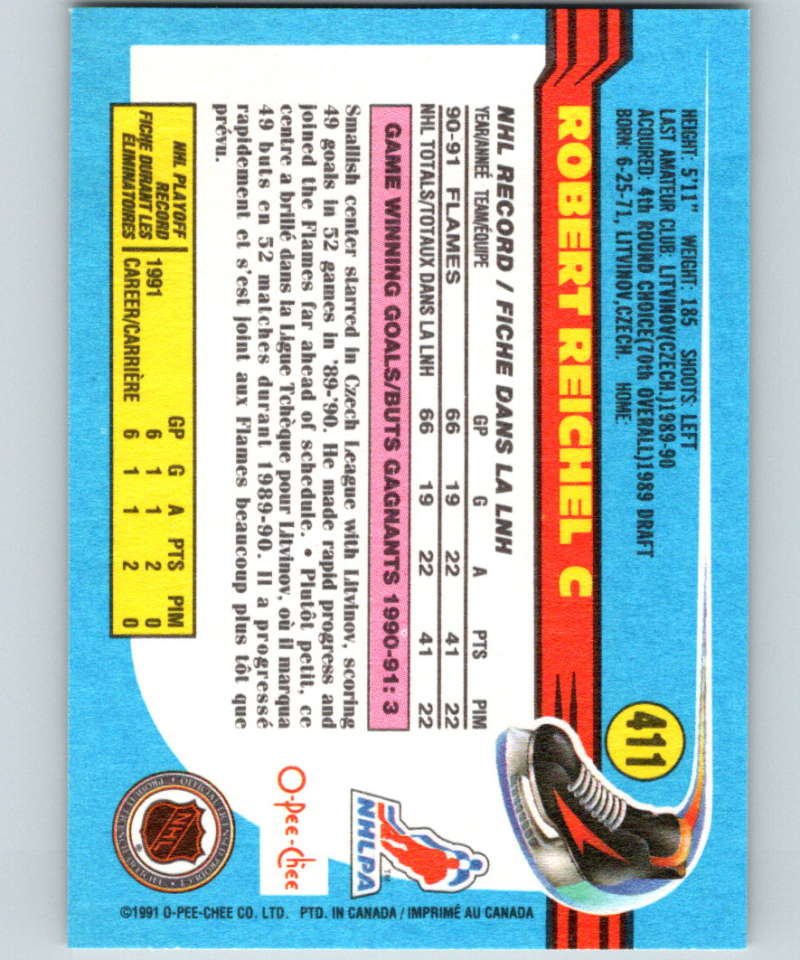 HEIGHT: 5'11" WEIGHT: 185 SHOOTS: LEFT
LAST AMATEUR CLUB: LITVINOV(CZECH.)1989-90
ACQUIRED: 4th ROUND CHOICE(70th OVERALL)1989 DRAFT
BORN: 6-25-71, LITVINOV,CZECH. HOME:
411
ROBERT REICHEL C
NHL RECORD / FICHE DANS LA LNH
YEAR/ANNÉE TEAM/ÉQUIPE GP G A PTS PIM
90-91 FLAMES 66 19 22 41 22
NHL TOTALS/TOTAUX DANS LA LNH 66 19 22 41 22
GAME WINNING GOALS/BUTS GAGNANTS 1990-91: 3
Smallish center starred in Czech League with Litvinov, scoring
49 goals in 52 games in '89-'90. He made rapid progress and
joined the Flames far ahead of schedule. • Plutôt petit, ce
centre a brillé dans la Ligue Tchèque pour Litvinov, où il marqua
49 buts en 52 matches durant 1989-90. Il a progressé
rapidement et s'est joint aux Flames beaucoup plus tôt que
prévu.
NHL PLAYOFF
RECORD
FICHE DURANT LES
ÉLIMINATOIRES
GP G A PTS PIM
1991 6 1 1 2 0
CAREER/CARRIÈRE 6 1 1 2 0
NHLPA
TM
O-Pee-Chee
NHL
©1991 O-PEE-CHEE CO. LTD. PTD. IN CANADA / IMPRIMÉ AU CANADA